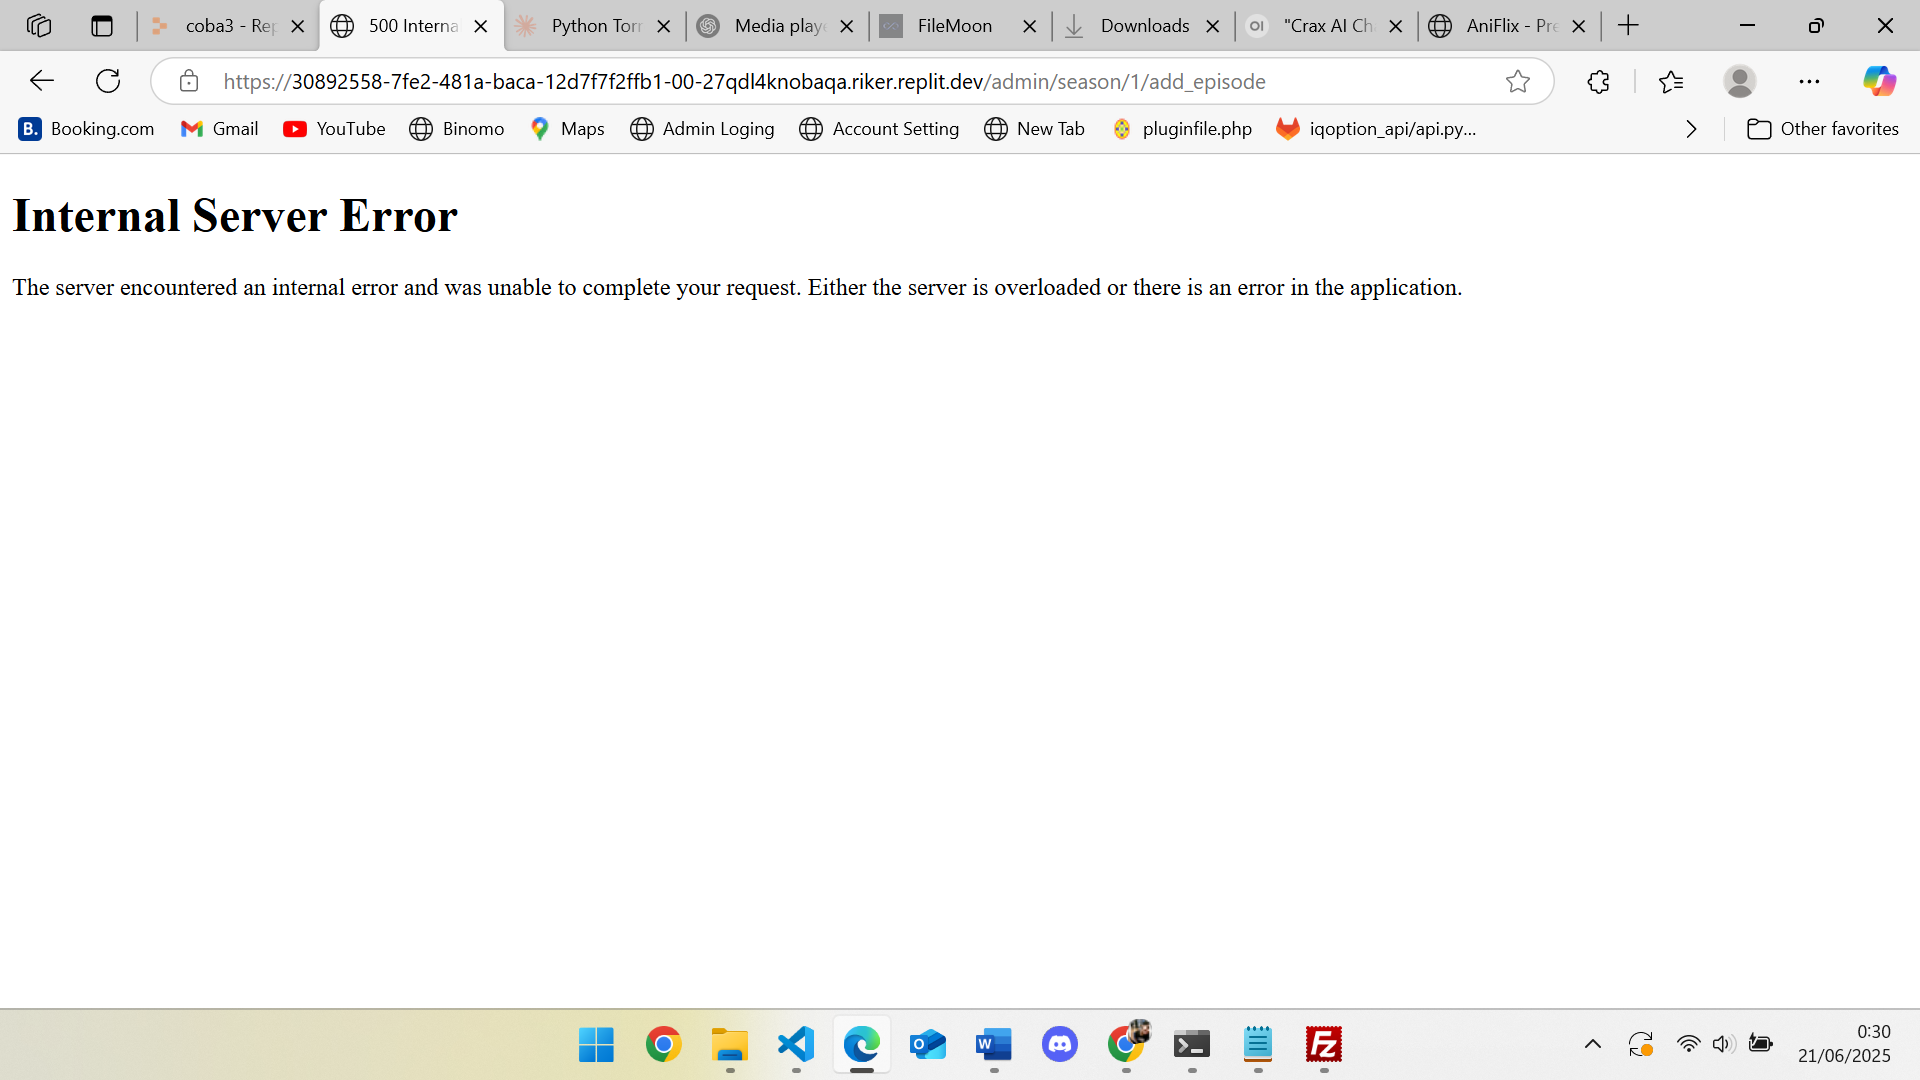 coba3 - Rep
500 Interna
Python Torr
Media playe
FileMoon
Downloads
OI
"Crax AI Ch
AniFlix - Pre
https://30892558-7fe2-481a-baca-12d7f7f2ffb1-00-27qdl4knobaqa.riker.replit.dev/admin/season/1/add_episode
B. Booking.com
Gmail
YouTube
Binomo
Maps
Admin Loging
Account Setting
New Tab
pluginfile.php
iqoption_api/api.py...
Other favorites
Internal Server Error
The server encountered an internal error and was unable to complete your request. Either the server is overloaded or there is an error in the application.
0:30
21/06/2025